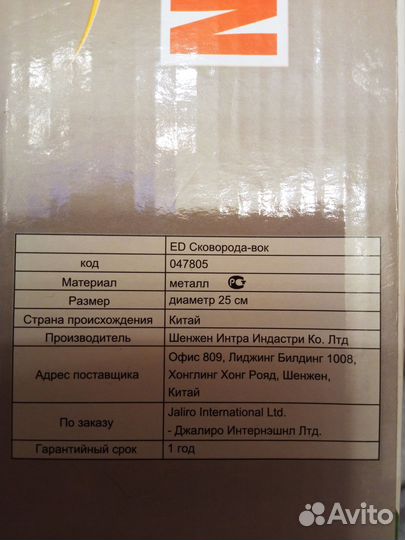 N
ED Сковорода-вок
код 047805
Материал металл РСТ
Размер диаметр 25 см
Страна происхождения Китай
Производитель Шенжен Интра Индастри Ко. Лтд
Адрес поставщика Офис 809, Лиджинг Билдинг 1008,
Хонглинг Хонг Рояд, Шенжен,
Китай
По заказу Jaliro International Ltd.
- Джалиро Интернэшнл Лтд.
Гарантийный срок 1 год
Avito